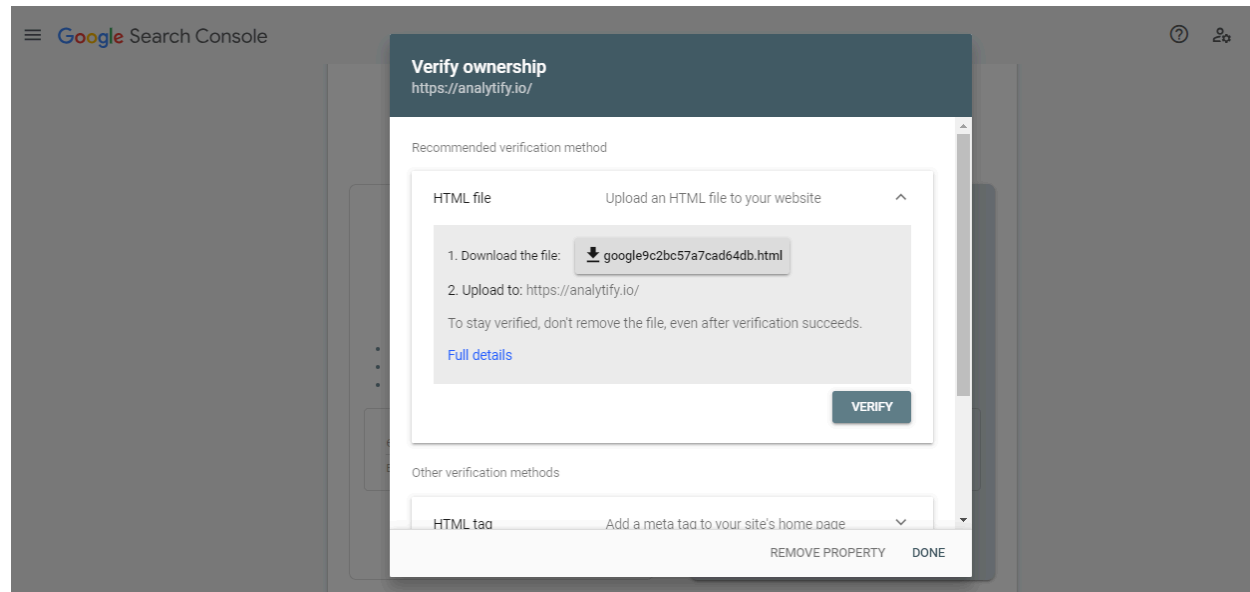 Google Search Console
Verify ownership
https://analytify.io/
Recommended verification method
HTML file Upload an HTML file to your website
1. Download the file: google9c2bc57a7cad64db.html
2. Upload to: https://analytify.io/
To stay verified, don't remove the file, even after verification succeeds.
Full details
VERIFY
Other verification methods
HTML tag Add a meta tag to your site's home page
REMOVE PROPERTY DONE